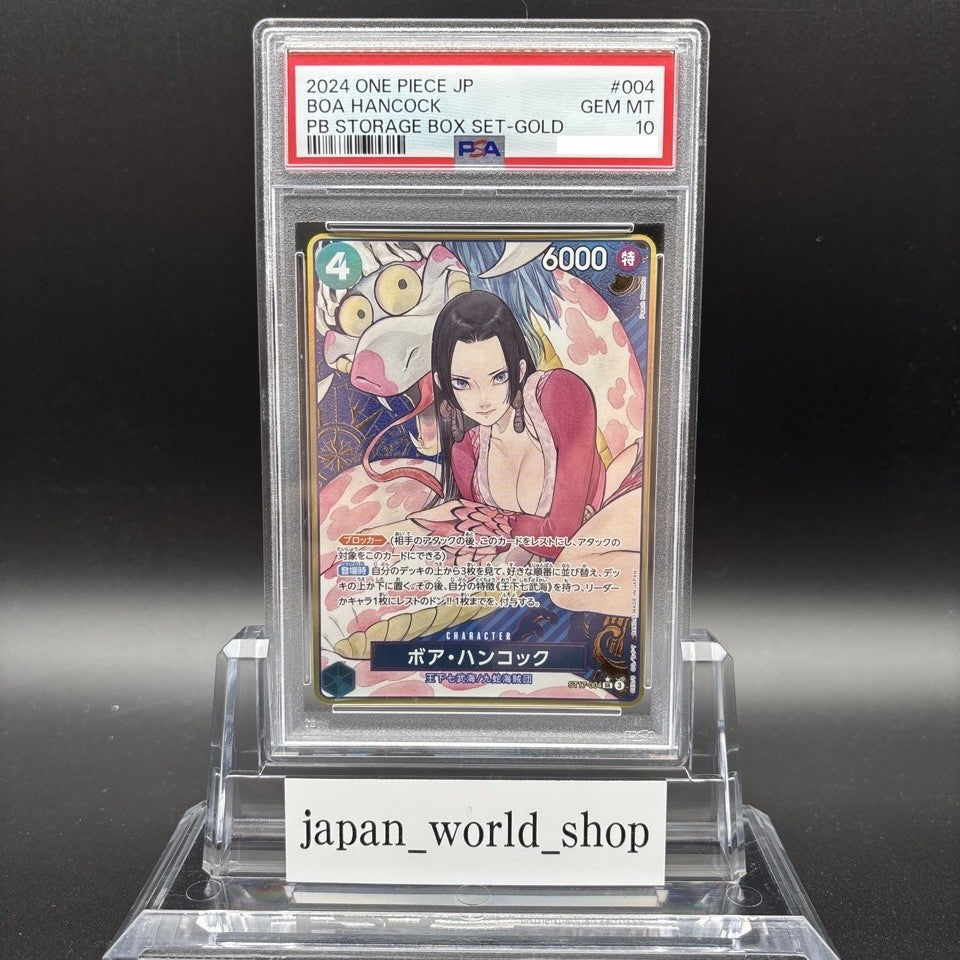 2024 ONE PIECE JP #004
BOA HANCOCK GEM MT
PB STORAGE BOX SET-GOLD 10
PSA
4
6000 特
ブロッカー (相手のアタックの後、このカードをレストにし、アタックの
対象をこのカードにできる)
登場時 自分のデッキの上から3枚を見て、好きな順番に並び替え、デッ
キの上か下に置く。その後、自分の特徴《王下七武海》を持つ、リーダー
かキャラ1枚にレストのドン!!1枚までを、付与する。
CHARACTER
ボア・ハンコック
王下七武海/九蛇海賊団
ST17-004 SR 3
japan_world_shop